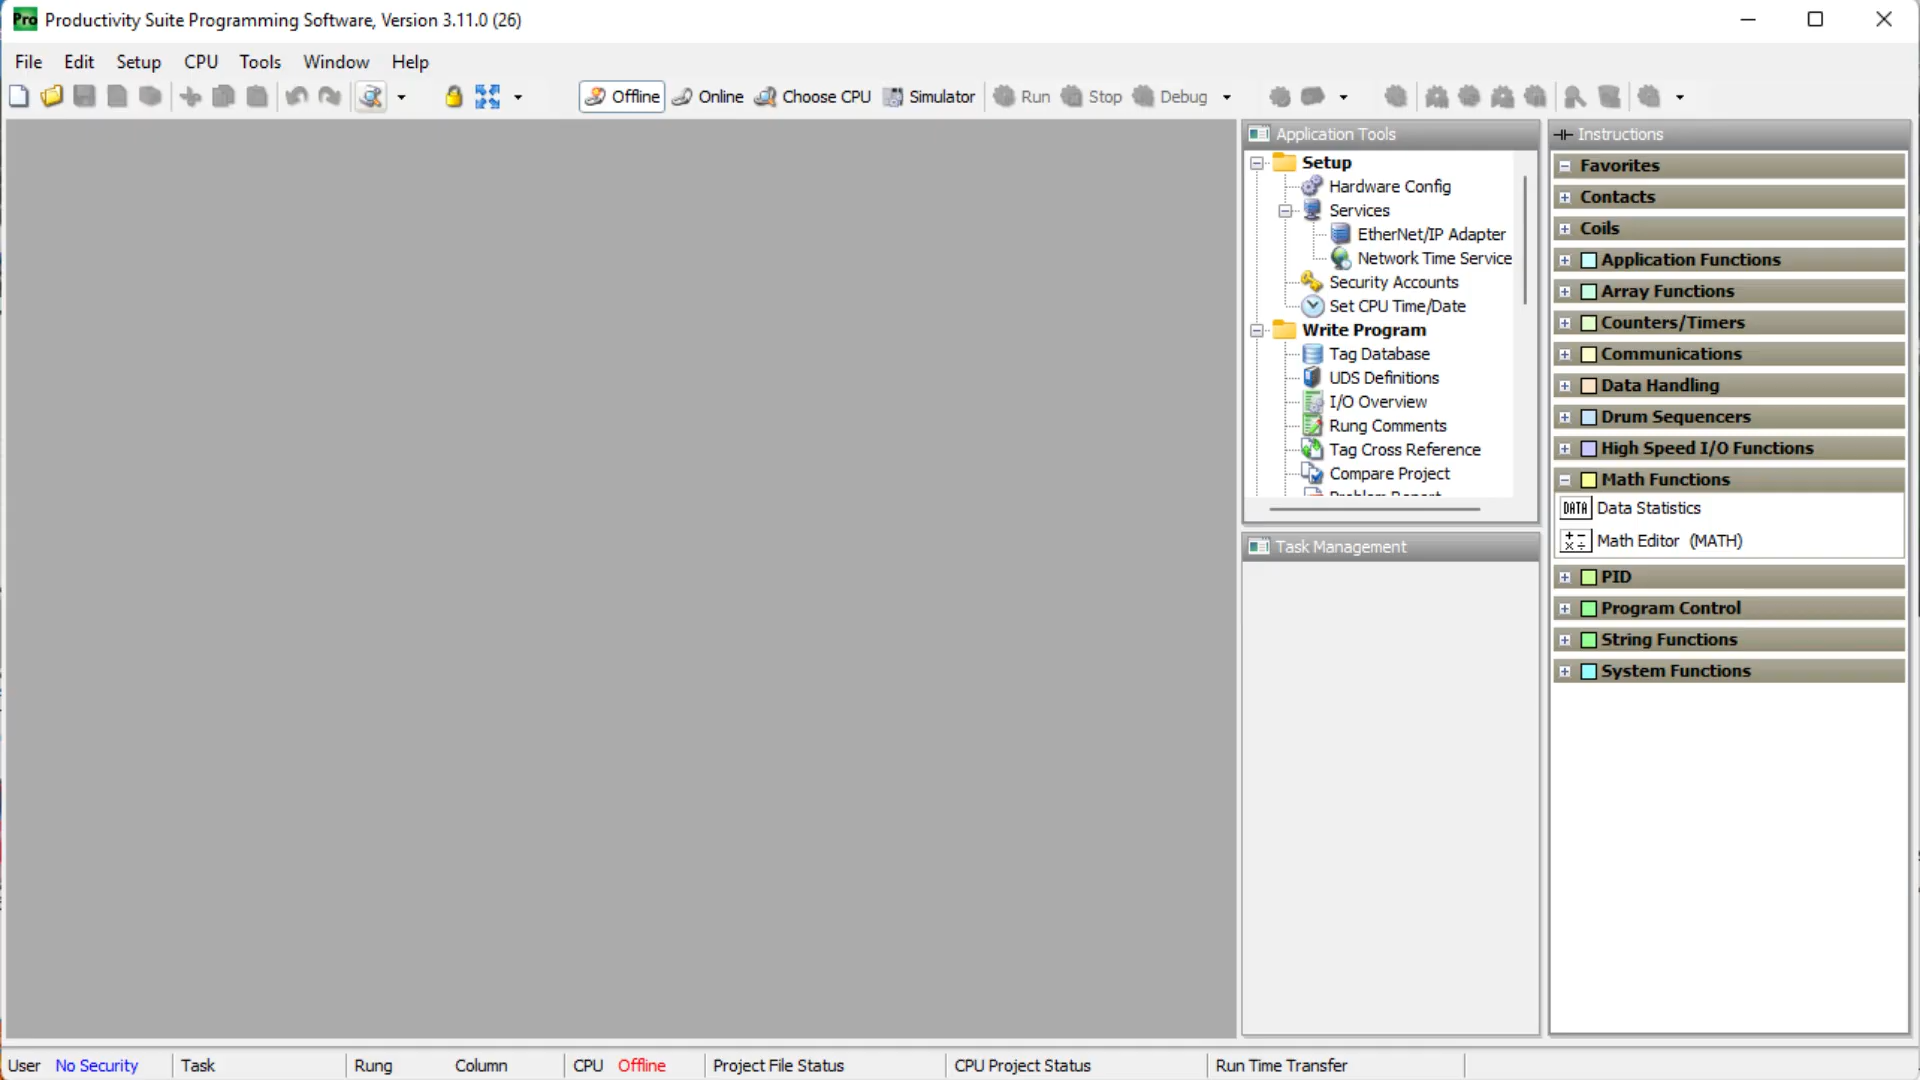 Pro Productivity Suite Programming Software, Version 3.11.0 (26)
File Edit Setup CPU Tools Window Help
Offline Online Choose CPU Simulator Run Stop Debug
Application Tools
Setup
Hardware Config
Services
EtherNet/IP Adapter
Network Time Service
Security Accounts
Set CPU Time/Date
Write Program
Tag Database
UDS Definitions
I/O Overview
Rung Comments
Tag Cross Reference
Compare Project
Problem Report
Task Management
Instructions
Favorites
Contacts
Coils
Application Functions
Array Functions
Counters/Timers
Communications
Data Handling
Drum Sequencers
High Speed I/O Functions
Math Functions
DATA Data Statistics
Math Editor (MATH)
PID
Program Control
String Functions
System Functions
User No Security Task Rung Column CPU Offline Project File Status CPU Project Status Run Time Transfer